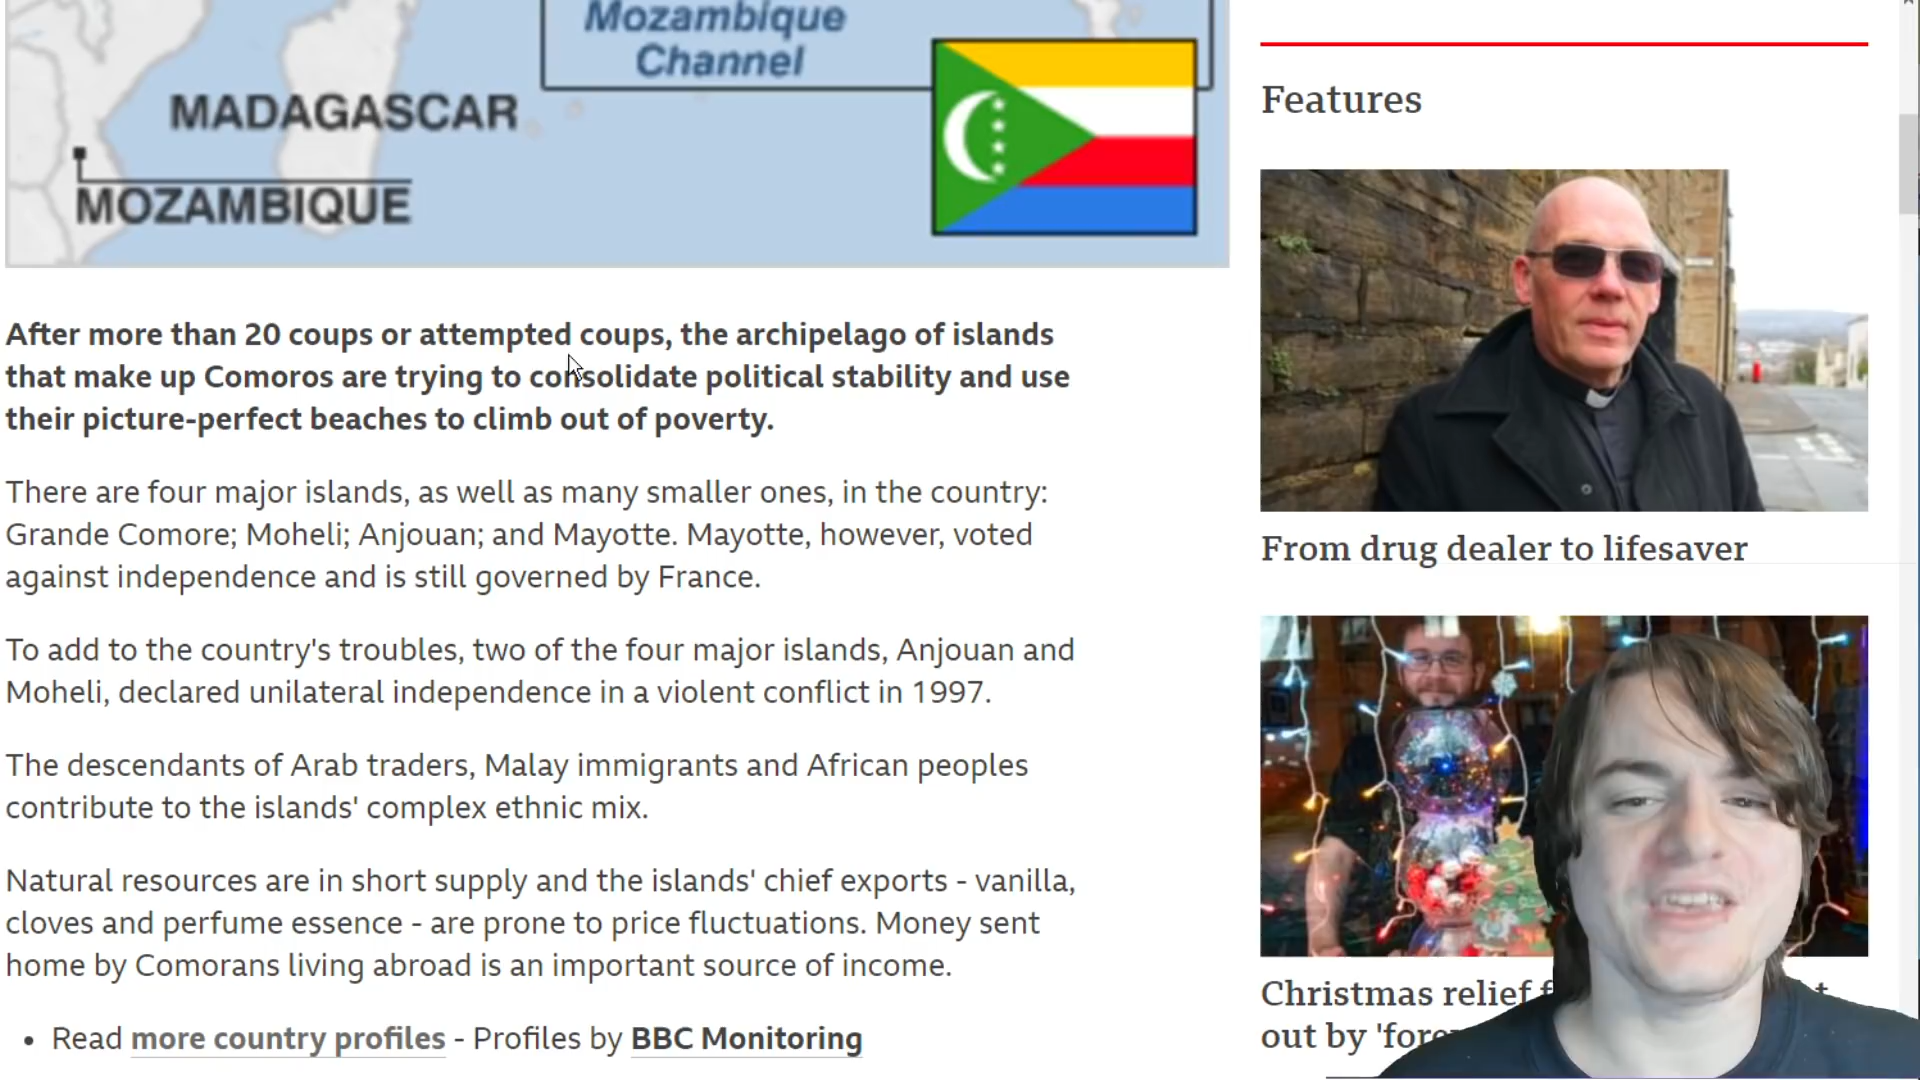 Mozambique
Channel
MADAGASCAR
MOZAMBIQUE
After more than 20 coups or attempted coups, the archipelago of islands
that make up Comoros are trying to consolidate political stability and use
their picture-perfect beaches to climb out of poverty.
There are four major islands, as well as many smaller ones, in the country:
Grande Comore; Moheli; Anjouan; and Mayotte. Mayotte, however, voted
against independence and is still governed by France.
To add to the country's troubles, two of the four major islands, Anjouan and
Moheli, declared unilateral independence in a violent conflict in 1997.
The descendants of Arab traders, Malay immigrants and African peoples
contribute to the islands' complex ethnic mix.
Natural resources are in short supply and the islands' chief exports - vanilla,
cloves and perfume essence - are prone to price fluctuations. Money sent
home by Comorans living abroad is an important source of income.
• Read more country profiles - Profiles by BBC Monitoring
Features
From drug dealer to lifesaver
Christmas relief
out by